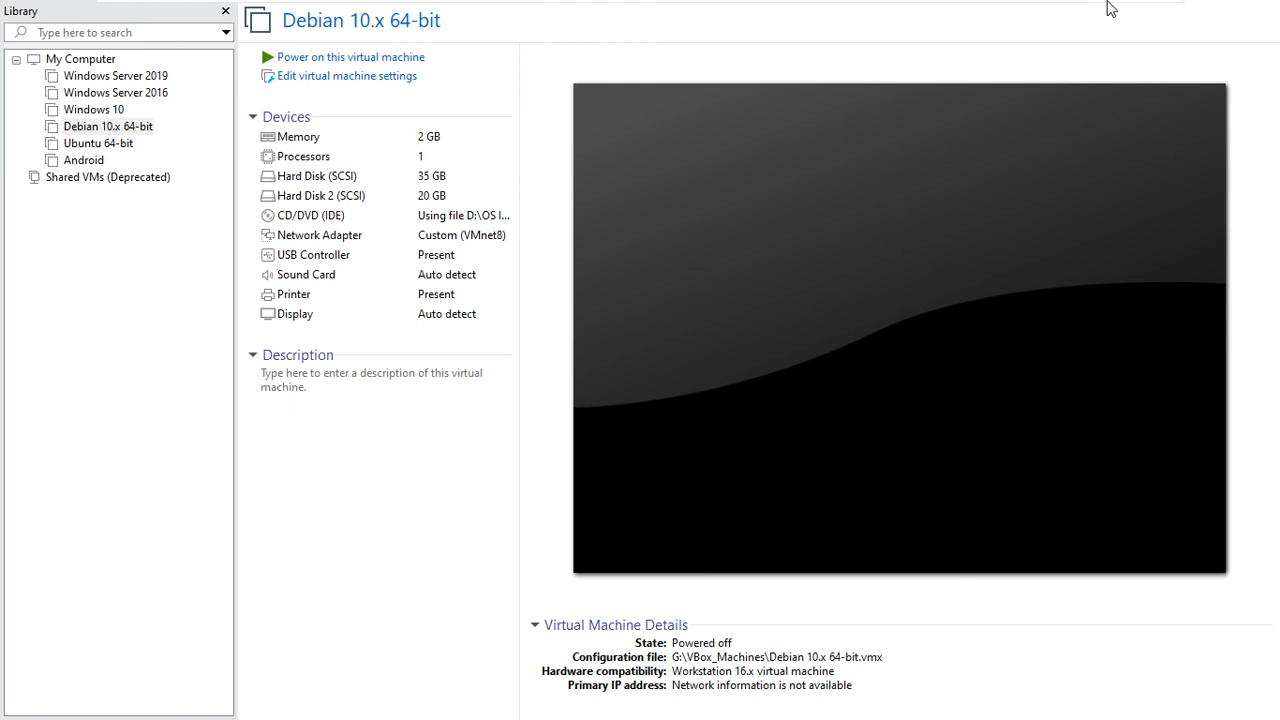 Library
Type here to search
My Computer
Windows Server 2019
Windows Server 2016
Windows 10
Debian 10.x 64-bit
Ubuntu 64-bit
Android
Shared VMs (Deprecated)
Debian 10.x 64-bit
Power on this virtual machine
Edit virtual machine settings
Devices
Memory 2 GB
Processors 1
Hard Disk (SCSI) 35 GB
Hard Disk 2 (SCSI) 20 GB
CD/DVD (IDE) Using file D:\OS I...
Network Adapter Custom (VMnet8)
USB Controller Present
Sound Card Auto detect
Printer Present
Display Auto detect
Description
Type here to enter a description of this virtual
machine.
Virtual Machine Details
State: Powered off
Configuration file: G:\VBox_Machines\Debian 10.x 64-bit.vmx
Hardware compatibility: Workstation 16.x virtual machine
Primary IP address: Network information is not available